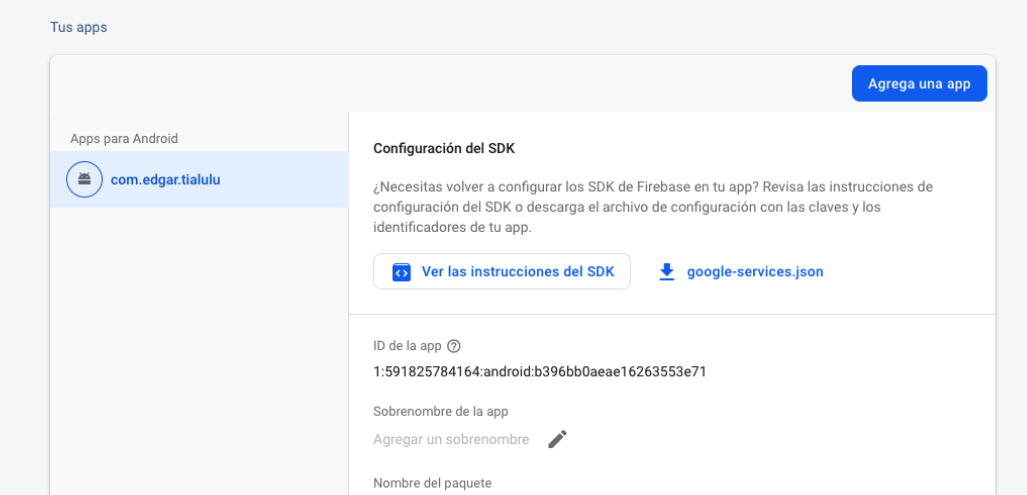 Tus apps
Agrega una app
Apps para Android
com.edgar.tialulu
Configuración del SDK
¿Necesitas volver a configurar los SDK de Firebase en tu app? Revisa las instrucciones de
configuración del SDK o descarga el archivo de configuración con las claves y los
identificadores de tu app.
Ver las instrucciones del SDK
google-services.json
ID de la app
1:591825784164:android:b396bb0aeae16263553e71
Sobrenombre de la app
Agregar un sobrenombre
Nombre del paquete